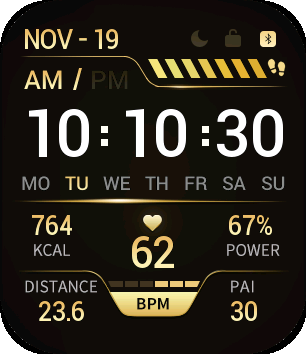 NOV - 19
AM / PM
10:10:30
MO TU WE TH FR SA SU
764
KCAL
62
BPM
67%
POWER
DISTANCE
23.6
PAI
30